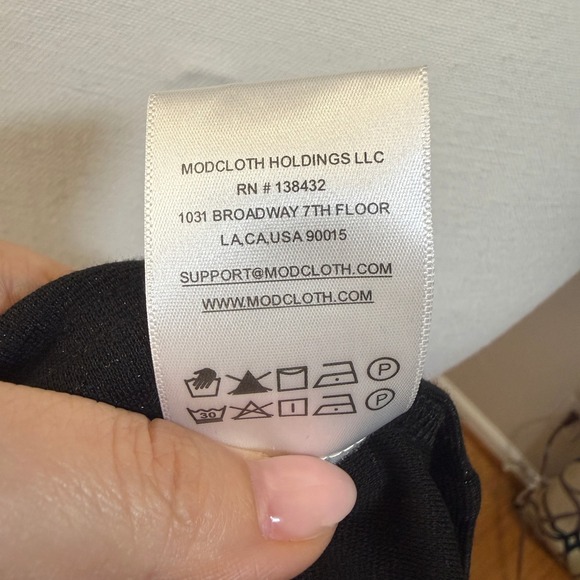 MODCLOTH HOLDINGS LLC
RN # 138432
1031 BROADWAY 7TH FLOOR
LA,CA,USA 90015
SUPPORT@MODCLOTH.COM
WWW.MODCLOTH.COM
P
30 P